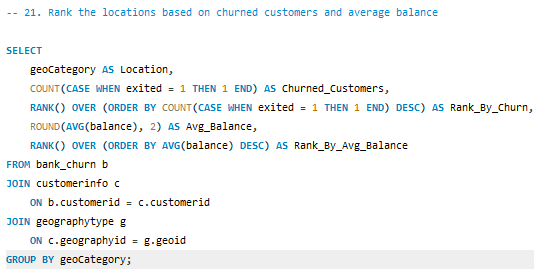 -- 21. Rank the locations based on churned customers and average balance
SELECT
geoCategory AS Location,
COUNT(CASE WHEN exited = 1 THEN 1 END) AS Churned_Customers,
RANK() OVER (ORDER BY COUNT(CASE WHEN exited = 1 THEN 1 END) DESC) AS Rank_By_Churn,
ROUND(AVG(balance), 2) AS Avg_Balance,
RANK() OVER (ORDER BY AVG(balance) DESC) AS Rank_By_Avg_Balance
FROM bank_churn b
JOIN customerinfo c
ON b.customerid = c.customerid
JOIN geographytype g
ON c.geographyid = g.geoid
GROUP BY geoCategory;